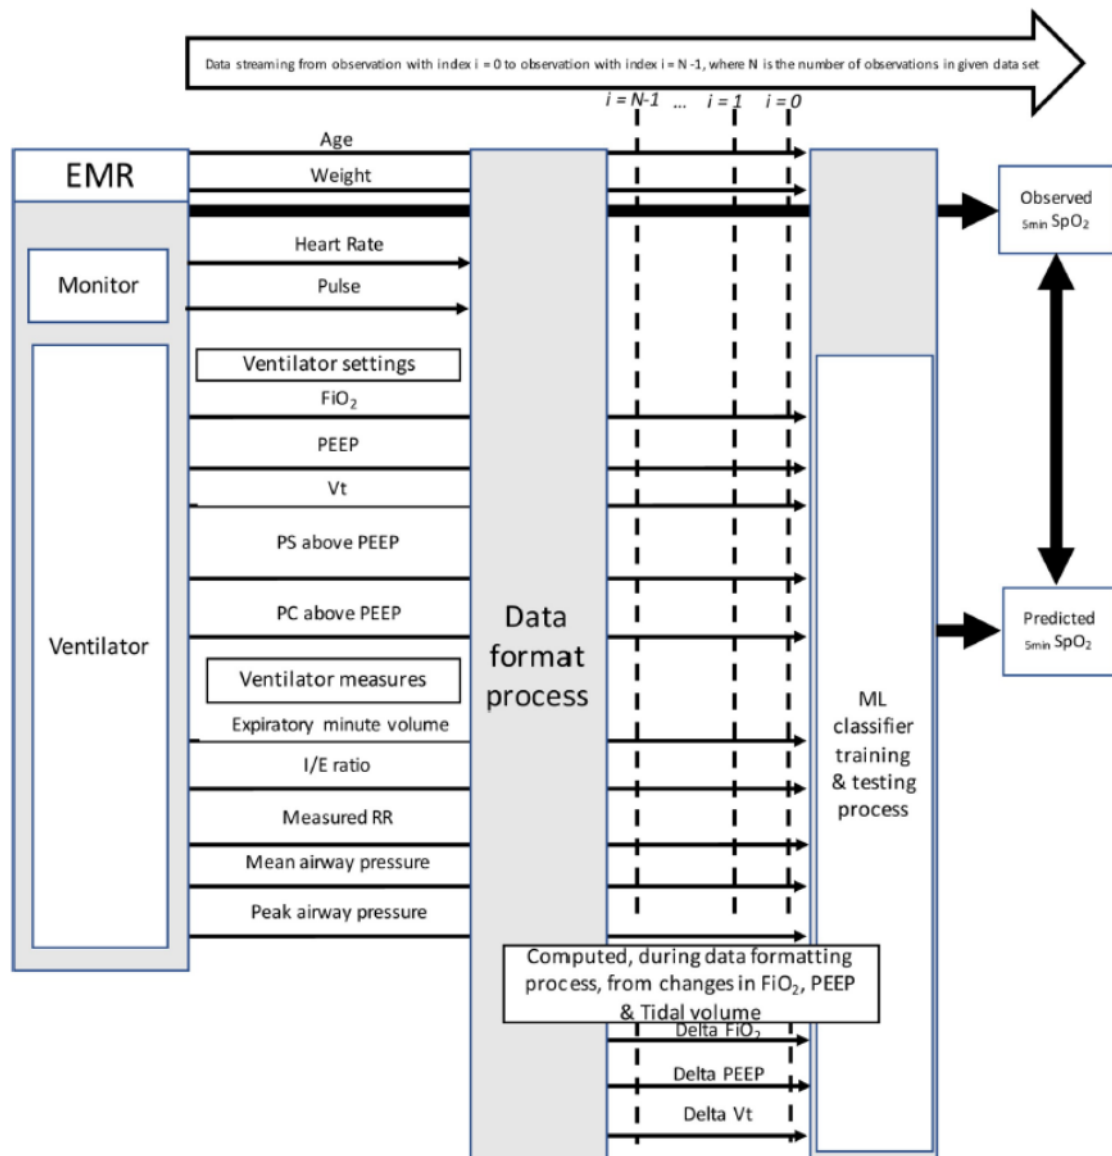 Data streaming from observation with index i = 0 to observation with index i = N -1, where N is the number of observations in given data set
i = N-1 ... i = 1 i = 0
EMR
Monitor
Ventilator
Age
Weight
Heart Rate
Pulse
Ventilator settings
FiO₂
PEEP
Vt
PS above PEEP
PC above PEEP
Ventilator measures
Expiratory minute volume
I/E ratio
Measured RR
Mean airway pressure
Peak airway pressure
Data
format
process
Computed, during data formatting
process, from changes in FiO₂, PEEP
& Tidal volume
Delta FiO₂
Delta PEEP
Delta Vt
ML
classifier
training
& testing
process
Observed
5min SpO₂
Predicted
5min SpO₂